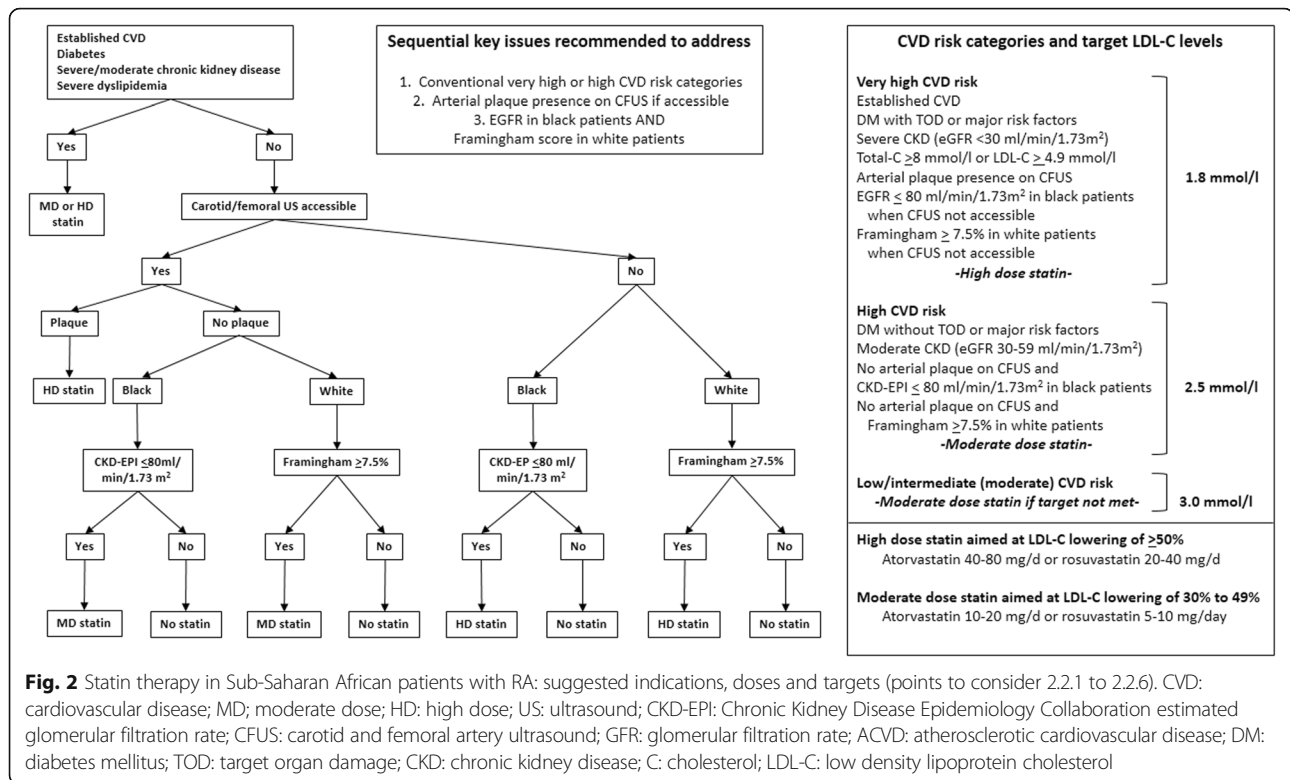 Established CVD
Diabetes
Severe/moderate chronic kidney disease
Severe dyslipidemia
Yes
No
MD or HD
statin
Carotid/femoral US accessible
Yes
No
Plaque
No plaque
HD statin
Black
White
Black
White
CKD-EPI ≤80ml/
min/1.73 m²
Framingham ≥7.5%
CKD-EP ≤80 ml/
min/1.73 m²
Framingham ≥7.5%
Yes
No
Yes
No
Yes
No
Yes
No
MD statin
No statin
MD statin
No statin
HD statin
No statin
HD statin
No statin
Sequential key issues recommended to address
1. Conventional very high or high CVD risk categories
2. Arterial plaque presence on CFUS if accessible
3. EGFR in black patients AND
Framingham score in white patients
CVD risk categories and target LDL-C levels
Very high CVD risk
Established CVD
DM with TOD or major risk factors
Severe CKD (eGFR <30 ml/min/1.73m²)
Total-C ≥8 mmol/l or LDL-C ≥ 4.9 mmol/l
Arterial plaque presence on CFUS
EGFR ≤ 80 ml/min/1.73m² in black patients
when CFUS not accessible
Framingham ≥ 7.5% in white patients
when CFUS not accessible
-High dose statin-
1.8 mmol/l
High CVD risk
DM without TOD or major risk factors
Moderate CKD (eGFR 30-59 ml/min/1.73m²)
No arterial plaque on CFUS and
CKD-EPI ≤ 80 ml/min/1.73m² in black patients
No arterial plaque on CFUS and
Framingham ≥7.5% in white patients
-Moderate dose statin-
2.5 mmol/l
Low/intermediate (moderate) CVD risk
-Moderate dose statin if target not met-
3.0 mmol/l
High dose statin aimed at LDL-C lowering of ≥50%
Atorvastatin 40-80 mg/d or rosuvastatin 20-40 mg/d
Moderate dose statin aimed at LDL-C lowering of 30% to 49%
Atorvastatin 10-20 mg/d or rosuvastatin 5-10 mg/day
Fig. 2 Statin therapy in Sub-Saharan African patients with RA: suggested indications, doses and targets (points to consider 2.2.1 to 2.2.6). CVD:
cardiovascular disease; MD; moderate dose; HD: high dose; US: ultrasound; CKD-EPI: Chronic Kidney Disease Epidemiology Collaboration estimated
glomerular filtration rate; CFUS: carotid and femoral artery ultrasound; GFR: glomerular filtration rate; ACVD: atherosclerotic cardiovascular disease; DM:
diabetes mellitus; TOD: target organ damage; CKD: chronic kidney disease; C: cholesterol; LDL-C: low density lipoprotein cholesterol